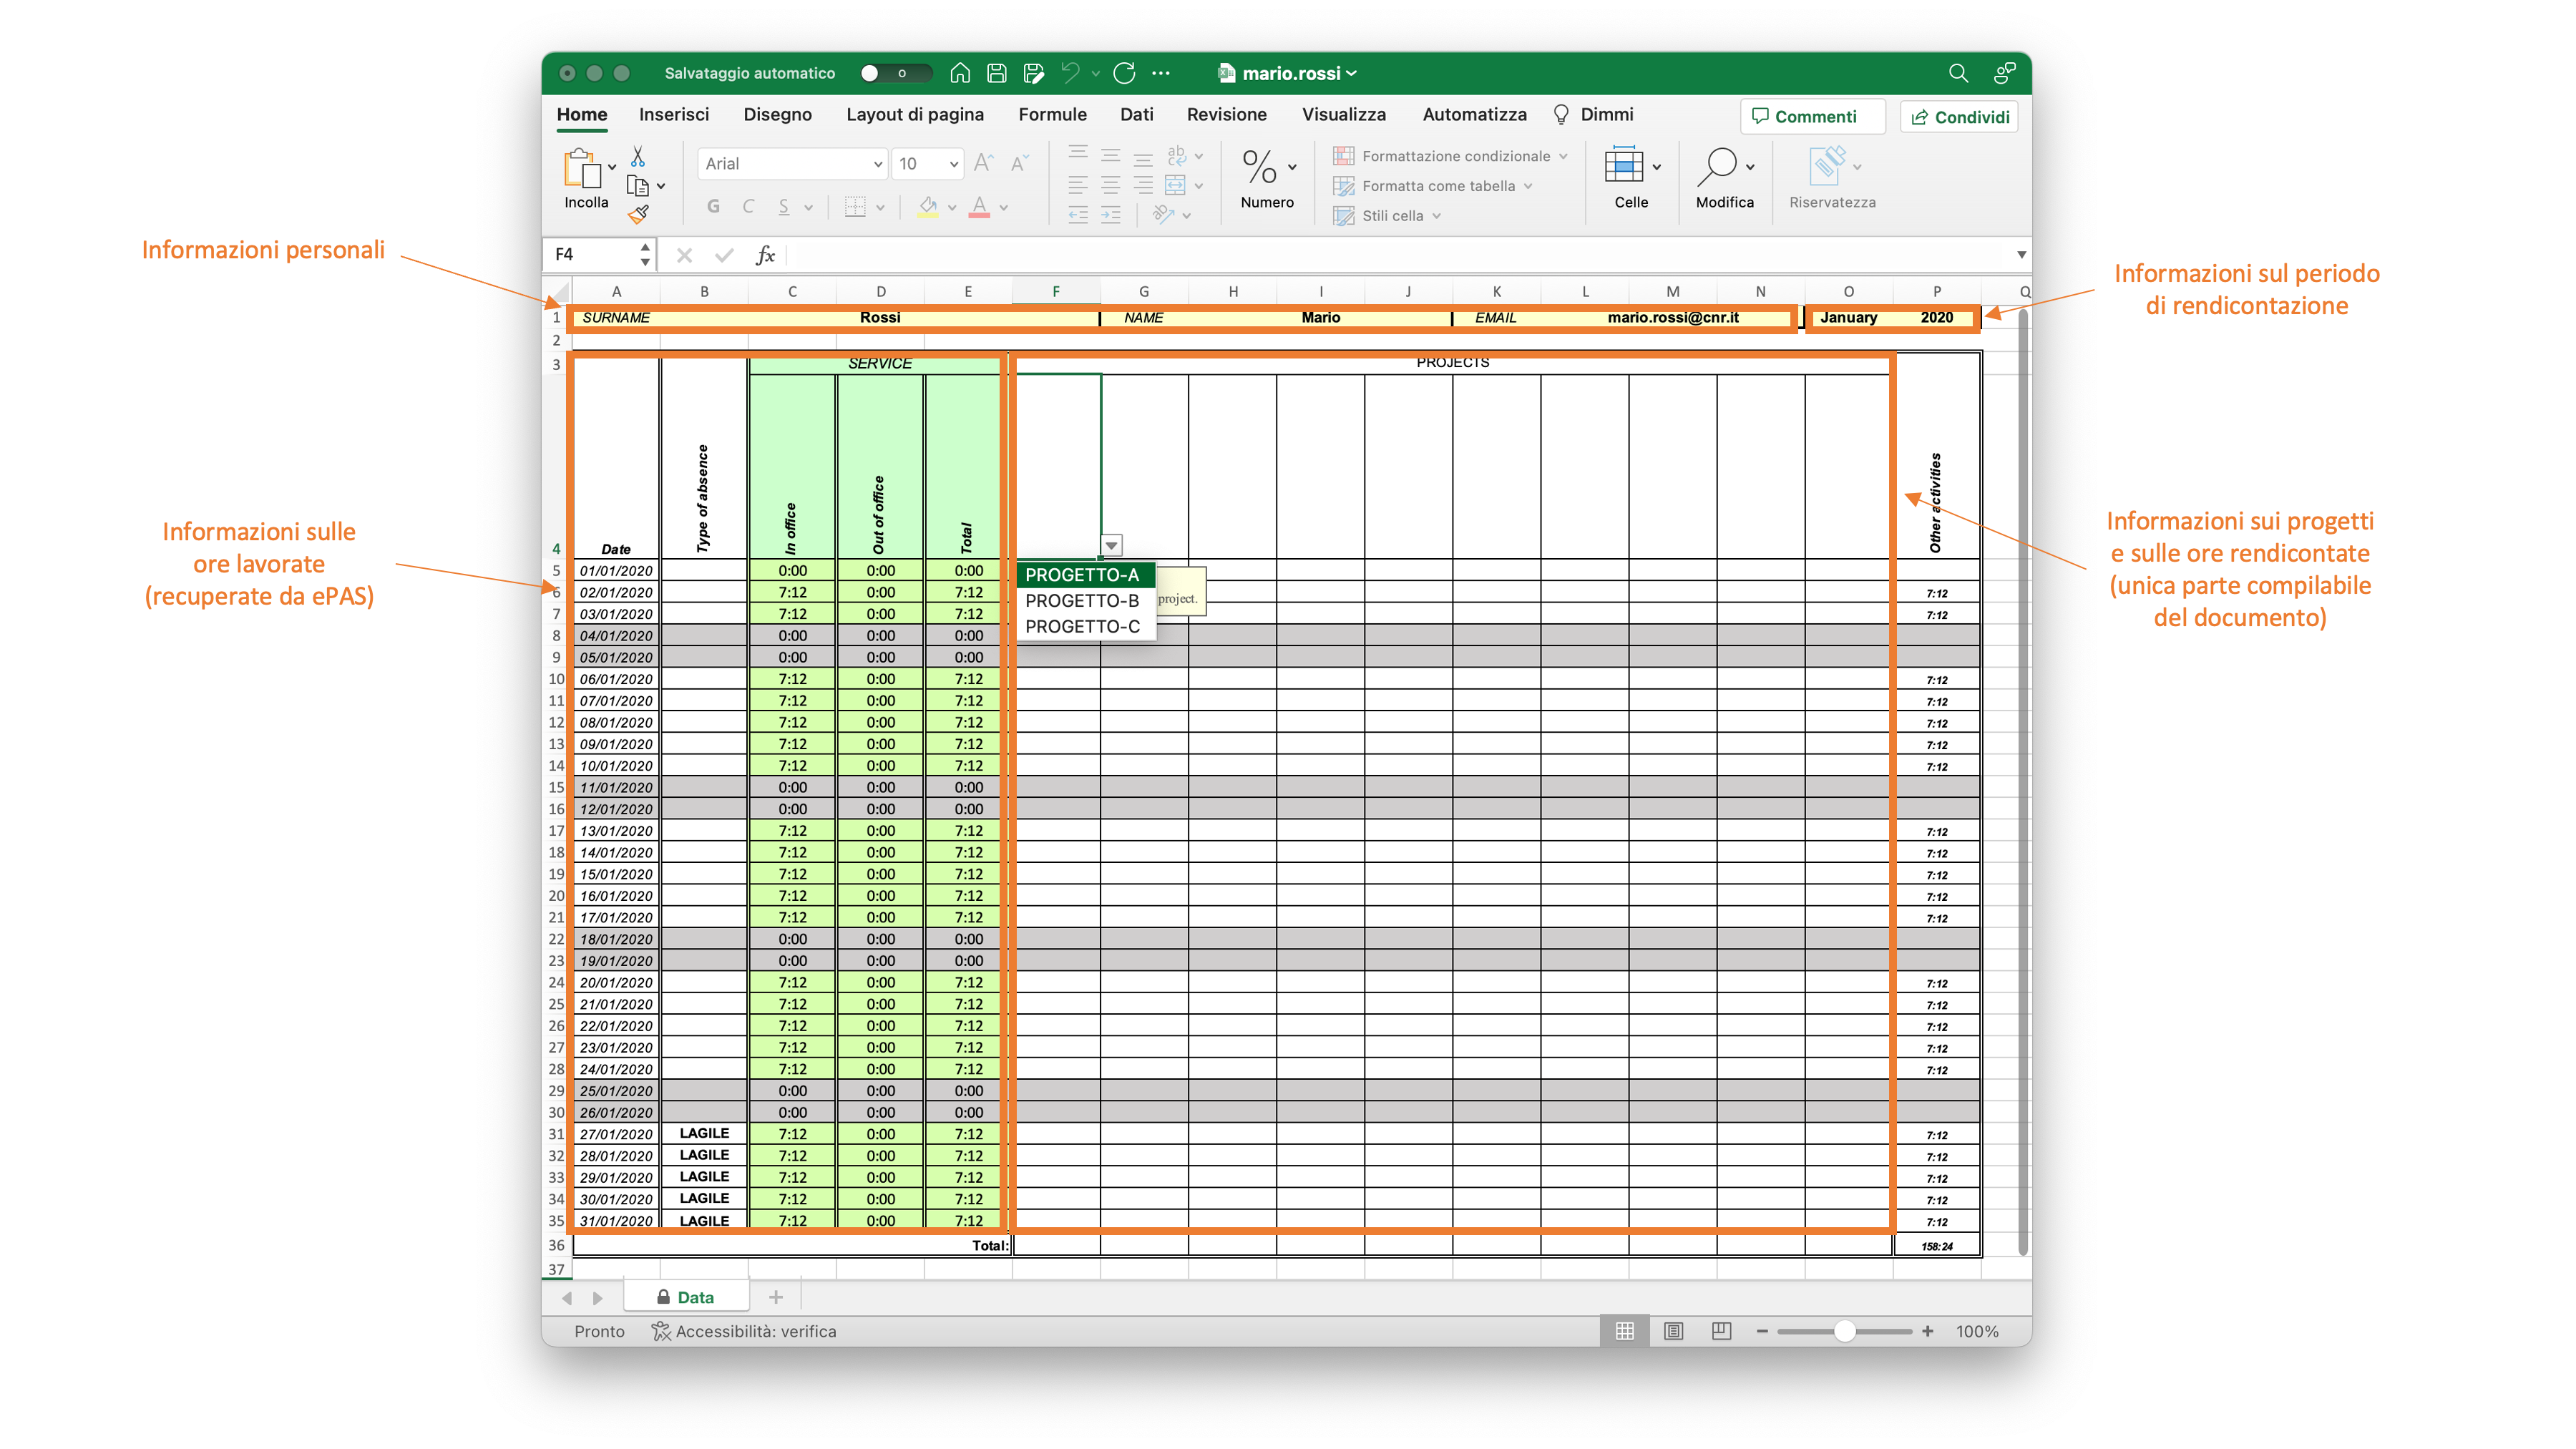 Salvataggio automatico
O
mario.rossi
Home Inserisci Disegno Layout di pagina Formule Dati Revisione Visualizza Automatizza Dimmi
Commenti
Condividi
Incolla
Arial
10
A A
ab
c
G C S
A
%
Numero
Formattazione condizionale
Formatta come tabella
Stili cella
Celle
Modifica
Riservatezza
F4
fx
Informazioni personali
Informazioni sul periodo
di rendicontazione
Informazioni sulle
ore lavorate
(recuperate da ePAS)
Informazioni sui progetti
e sulle ore rendicontate
(unica parte compilabile
del documento)
A B C D E F G H I J K L M N O P Q
1 SURNAME Rossi NAME Mario EMAIL mario.rossi@cnr.it January 2020
2
3 SERVICE PROJECTS
4 Date Type of absence In office Out of office Total Other activities
PROGETTO-A
PROGETTO-B
PROGETTO-C
project.
5 01/01/2020 0:00 0:00 0:00
6 02/01/2020 7:12 0:00 7:12 7:12
7 03/01/2020 7:12 0:00 7:12 7:12
8 04/01/2020 0:00 0:00 0:00
9 05/01/2020 0:00 0:00 0:00
10 06/01/2020 7:12 0:00 7:12 7:12
11 07/01/2020 7:12 0:00 7:12 7:12
12 08/01/2020 7:12 0:00 7:12 7:12
13 09/01/2020 7:12 0:00 7:12 7:12
14 10/01/2020 7:12 0:00 7:12 7:12
15 11/01/2020 0:00 0:00 0:00
16 12/01/2020 0:00 0:00 0:00
17 13/01/2020 7:12 0:00 7:12 7:12
18 14/01/2020 7:12 0:00 7:12 7:12
19 15/01/2020 7:12 0:00 7:12 7:12
20 16/01/2020 7:12 0:00 7:12 7:12
21 17/01/2020 7:12 0:00 7:12 7:12
22 18/01/2020 0:00 0:00 0:00
23 19/01/2020 0:00 0:00 0:00
24 20/01/2020 7:12 0:00 7:12 7:12
25 21/01/2020 7:12 0:00 7:12 7:12
26 22/01/2020 7:12 0:00 7:12 7:12
27 23/01/2020 7:12 0:00 7:12 7:12
28 24/01/2020 7:12 0:00 7:12 7:12
29 25/01/2020 0:00 0:00 0:00
30 26/01/2020 0:00 0:00 0:00
31 27/01/2020 LAGILE 7:12 0:00 7:12 7:12
32 28/01/2020 LAGILE 7:12 0:00 7:12 7:12
33 29/01/2020 LAGILE 7:12 0:00 7:12 7:12
34 30/01/2020 LAGILE 7:12 0:00 7:12 7:12
35 31/01/2020 LAGILE 7:12 0:00 7:12 7:12
36 Total: 158:24
37
Data
Pronto Accessibilità: verifica
100%